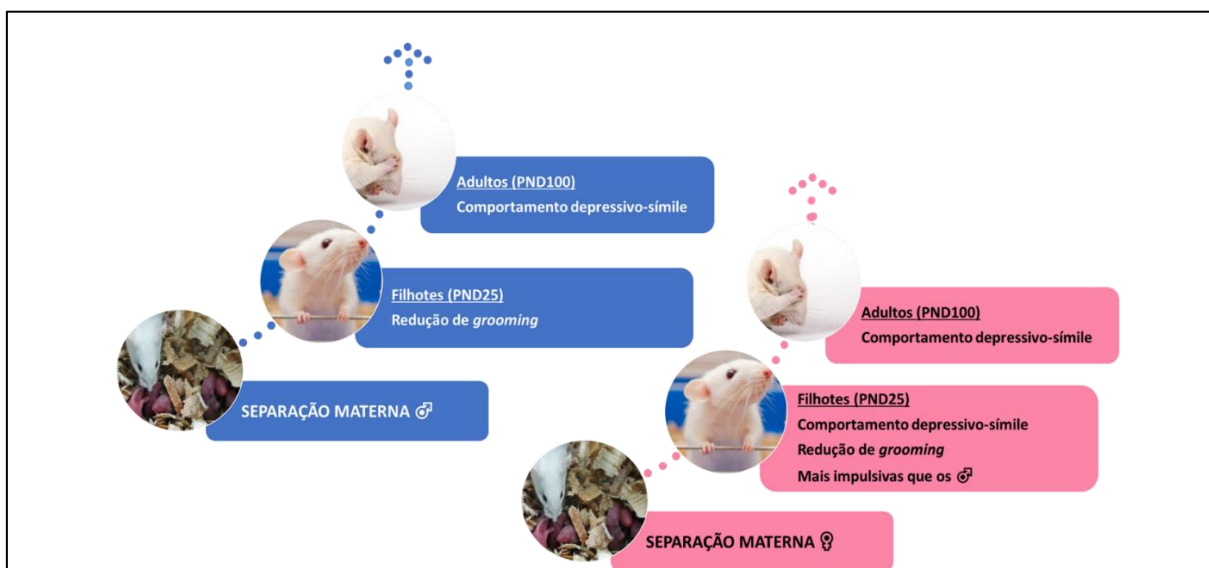 Adultos (PND100)
Comportamento depressivo-símile
Filhotes (PND25)
Redução de grooming
SEPARAÇÃO MATERNA ♂
Adultos (PND100)
Comportamento depressivo-símile
Filhotes (PND25)
Comportamento depressivo-símile
Redução de grooming
Mais impulsivas que os ♂
SEPARAÇÃO MATERNA ♀